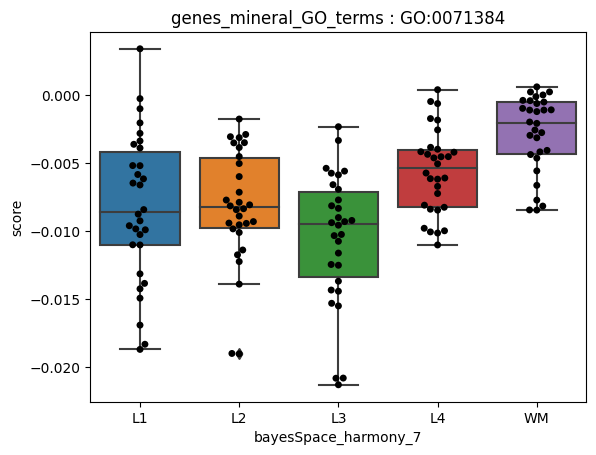 genes_mineral_GO_terms : GO:0071384
score
0.000
−0.005
−0.010
−0.015
−0.020
L1 L2 L3 L4 WM
bayesSpace_harmony_7